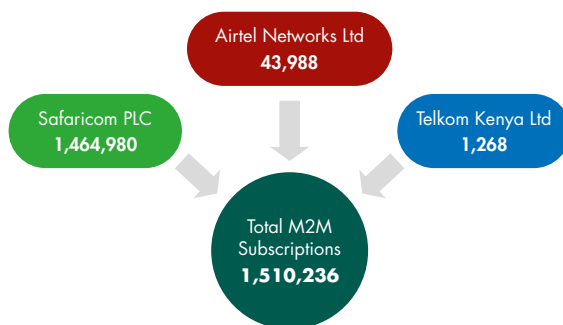 Airtel Networks Ltd
43,988
Safaricom PLC
1,464,980
Telkom Kenya Ltd
1,268
Total M2M
Subscriptions
1,510,236